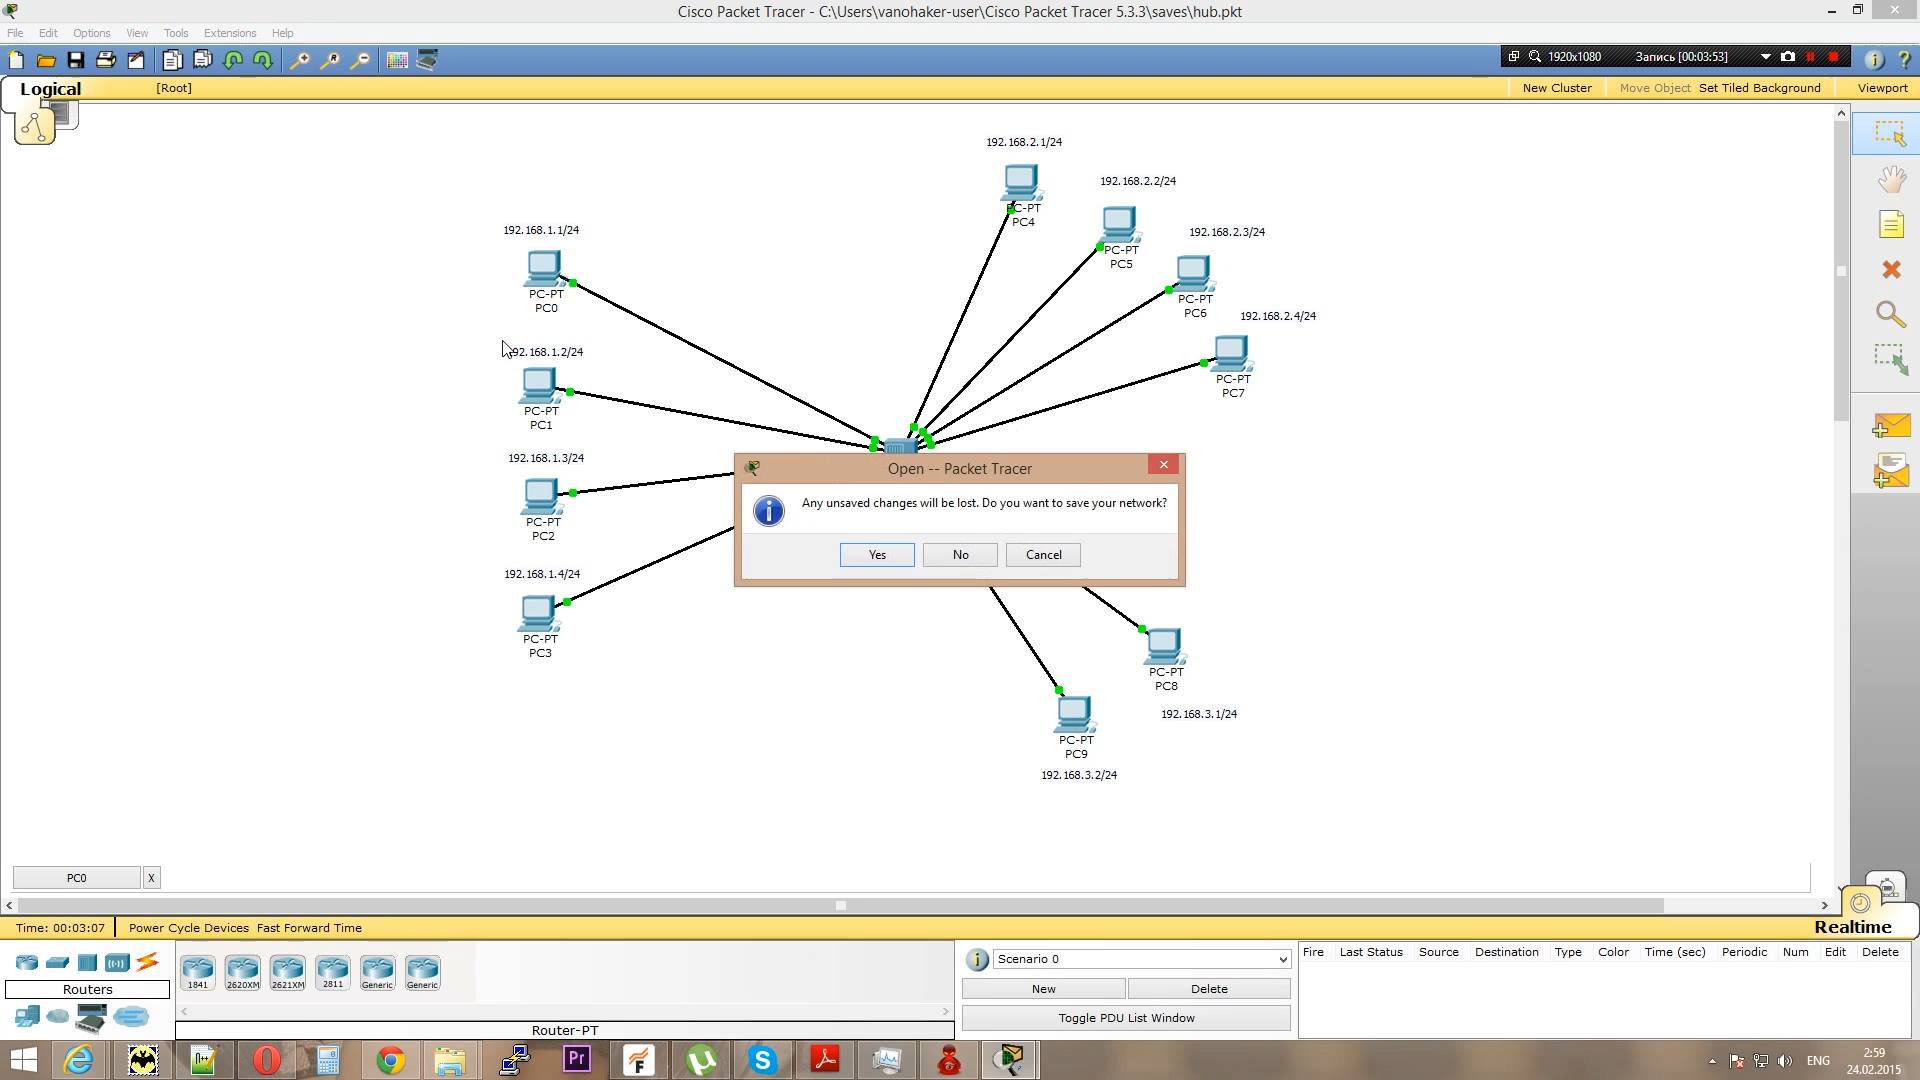 Cisco Packet Tracer - C:\Users\vanohaker-user\Cisco Packet Tracer 5.3.3\saves\hub.pkt
File Edit Options View Tools Extensions Help
1920x1080 Запись [00:03:53]
Logical [Root] New Cluster Move Object Set Tiled Background Viewport
192.168.2.1/24
PC-PT
PC4
192.168.2.2/24
PC-PT
PC5
192.168.2.3/24
PC-PT
PC6
192.168.2.4/24
PC-PT
PC7
192.168.1.1/24
PC-PT
PC0
192.168.1.2/24
PC-PT
PC1
192.168.1.3/24
PC-PT
PC2
192.168.1.4/24
PC-PT
PC3
Open -- Packet Tracer
Any unsaved changes will be lost. Do you want to save your network?
Yes No Cancel
PC-PT
PC8
192.168.3.1/24
PC-PT
PC9
192.168.3.2/24
PC0 X
Time: 00:03:07 Power Cycle Devices Fast Forward Time Realtime
Routers
1841 2620XM 2621XM 2811 Generic Generic
Router-PT
Scenario 0
New Delete
Toggle PDU List Window
Fire Last Status Source Destination Type Color Time (sec) Periodic Num Edit Delete
ENG
2:59
24.02.2015